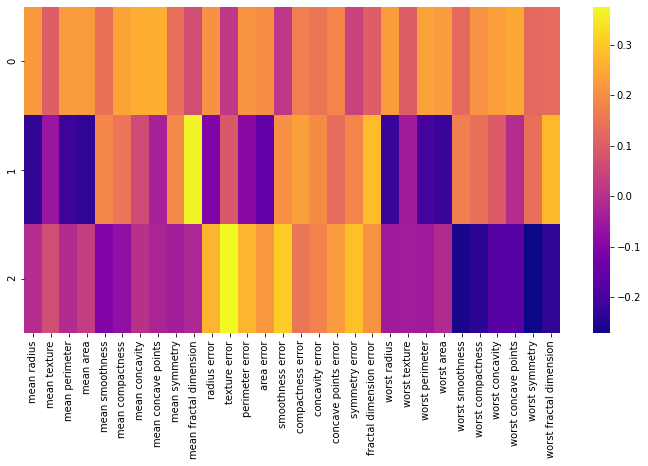 0
1
2
mean radius
mean texture
mean perimeter
mean area
mean smoothness
mean compactness
mean concavity
mean concave points
mean symmetry
mean fractal dimension
radius error
texture error
perimeter error
area error
smoothness error
compactness error
concavity error
concave points error
symmetry error
fractal dimension error
worst radius
worst texture
worst perimeter
worst area
worst smoothness
worst compactness
worst concavity
worst concave points
worst symmetry
worst fractal dimension
0.3
0.2
0.1
0.0
−0.1
−0.2